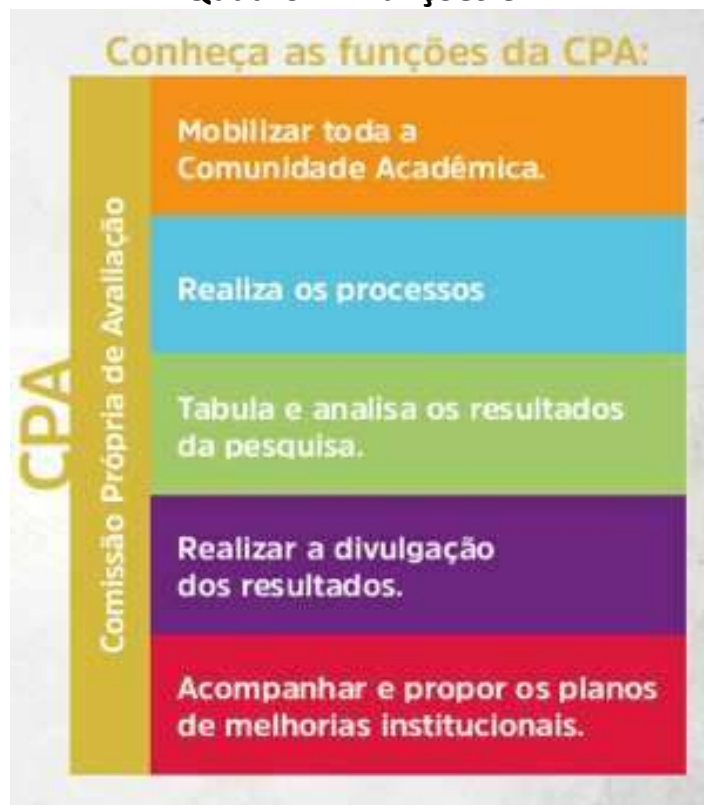 Conheça as funções da CPA:
CPA
Comissão Própria de Avaliação
Mobilizar toda a
Comunidade Acadêmica.
Realiza os processos
Tabula e analisa os resultados
da pesquisa.
Realizar a divulgação
dos resultados.
Acompanhar e propor os planos
de melhorias institucionais.